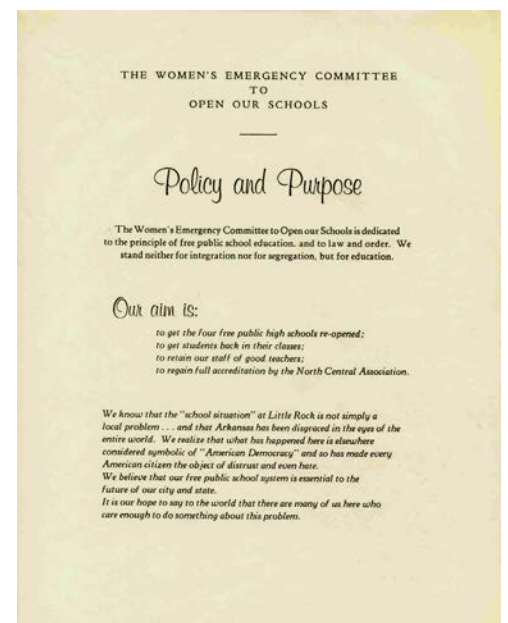 THE WOMEN'S EMERGENCY COMMITTEE
TO
OPEN OUR SCHOOLS
Policy and Purpose
The Women's Emergency Committee to Open our Schools is dedicated
to the principle of free public school education, and to law and order. We
stand neither for integration nor for segregation, but for education.
Our aim is:
to get the four free public high schools re-opened;
to get students back in their classes;
to retain our staff of good teachers;
to regain full accreditation by the North Central Association.
We know that the "school situation" at Little Rock is not simply a
local problem . . . and that Arkansas has been disgraced in the eyes of the
entire world. We realize that what has happened here is elsewhere
considered symbolic of "American Democracy" and so has made every
American citizen the object of distrust and even hate.
We believe that our free public school system is essential to the
future of our city and state.
It is our hope to say to the world that there are many of us here who
care enough to do something about this problem.